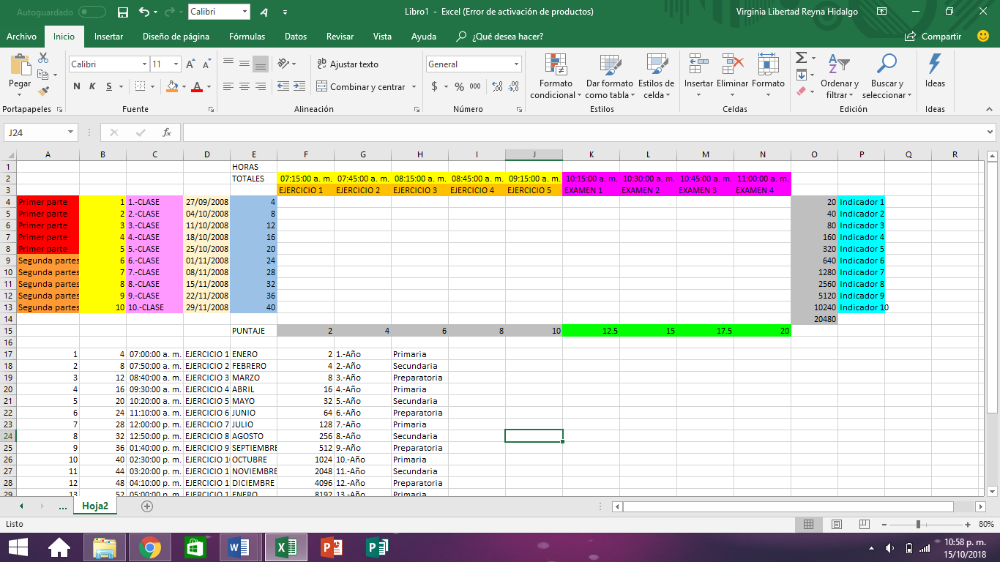 Autoguardado Calibri Libro1 - Excel (Error de activación de productos) Virginia Libertad Reyna Hidalgo
Archivo Inicio Insertar Diseño de página Fórmulas Datos Revisar Vista Ayuda ¿Qué desea hacer? Compartir
Pegar Calibri 11 Ajustar texto General Formato condicional Dar formato como tabla Estilos de celda Insertar Eliminar Formato Ordenar y filtrar Buscar y seleccionar Ideas
N K S Combinar y centrar $ % 000
Portapapeles Fuente Alineación Número Estilos Celdas Edición Ideas
J24 fx
A B C D E F G H I J K L M N O P Q R
1 HORAS
2 TOTALES 07:15:00 a. m. 07:45:00 a. m. 08:15:00 a. m. 08:45:00 a. m. 09:15:00 a. m. 10:15:00 a. m. 10:30:00 a. m. 10:45:00 a. m. 11:00:00 a. m.
3 EJERCICIO 1 EJERCICIO 2 EJERCICIO 3 EJERCICIO 4 EJERCICIO 5 EXAMEN 1 EXAMEN 2 EXAMEN 3 EXAMEN 4
4 Primer parte 1 1.-CLASE 27/09/2008 4 20 Indicador 1
5 Primer parte 2 2.-CLASE 04/10/2008 8 40 Indicador 2
6 Primer parte 3 3.-CLASE 11/10/2008 12 80 Indicador 3
7 Primer parte 4 4.-CLASE 18/10/2008 16 160 Indicador 4
8 Primer parte 5 5.-CLASE 25/10/2008 20 320 Indicador 5
9 Segunda partes 6 6.-CLASE 01/11/2008 24 640 Indicador 6
10 Segunda partes 7 7.-CLASE 08/11/2008 28 1280 Indicador 7
11 Segunda partes 8 8.-CLASE 15/11/2008 32 2560 Indicador 8
12 Segunda partes 9 9.-CLASE 22/11/2008 36 5120 Indicador 9
13 Segunda partes 10 10.-CLASE 29/11/2008 40 10240 Indicador 10
14 20480
15 PUNTAJE 2 4 6 8 10 12.5 15 17.5 20
16
17 1 4 07:00:00 a. m. EJERCICIO 1 ENERO 2 1.-Año Primaria
18 2 8 07:50:00 a. m. EJERCICIO 2 FEBRERO 4 2.-Año Secundaria
19 3 12 08:40:00 a. m. EJERCICIO 3 MARZO 8 3.-Año Preparatoria
20 4 16 09:30:00 a. m. EJERCICIO 4 ABRIL 16 4.-Año Primaria
21 5 20 10:20:00 a. m. EJERCICIO 5 MAYO 32 5.-Año Secundaria
22 6 24 11:10:00 a. m. EJERCICIO 6 JUNIO 64 6.-Año Preparatoria
23 7 28 12:00:00 p. m. EJERCICIO 7 JULIO 128 7.-Año Primaria
24 8 32 12:50:00 p. m. EJERCICIO 8 AGOSTO 256 8.-Año Secundaria
25 9 36 01:40:00 p. m. EJERCICIO 9 SEPTIEMBRE 512 9.-Año Preparatoria
26 10 40 02:30:00 p. m. EJERCICIO 1 OCTUBRE 1024 10.-Año Primaria
27 11 44 03:20:00 p. m. EJERCICIO 1 NOVIEMBRE 2048 11.-Año Secundaria
28 12 48 04:10:00 p. m. EJERCICIO 1 DICIEMBRE 4096 12.-Año Preparatoria
29 13 52 05:00:00 p. m. EJERCICIO 1 ENERO 8192 13.-Año Primaria
... Hoja2
Listo 80%
10:58 p. m.
15/10/2018